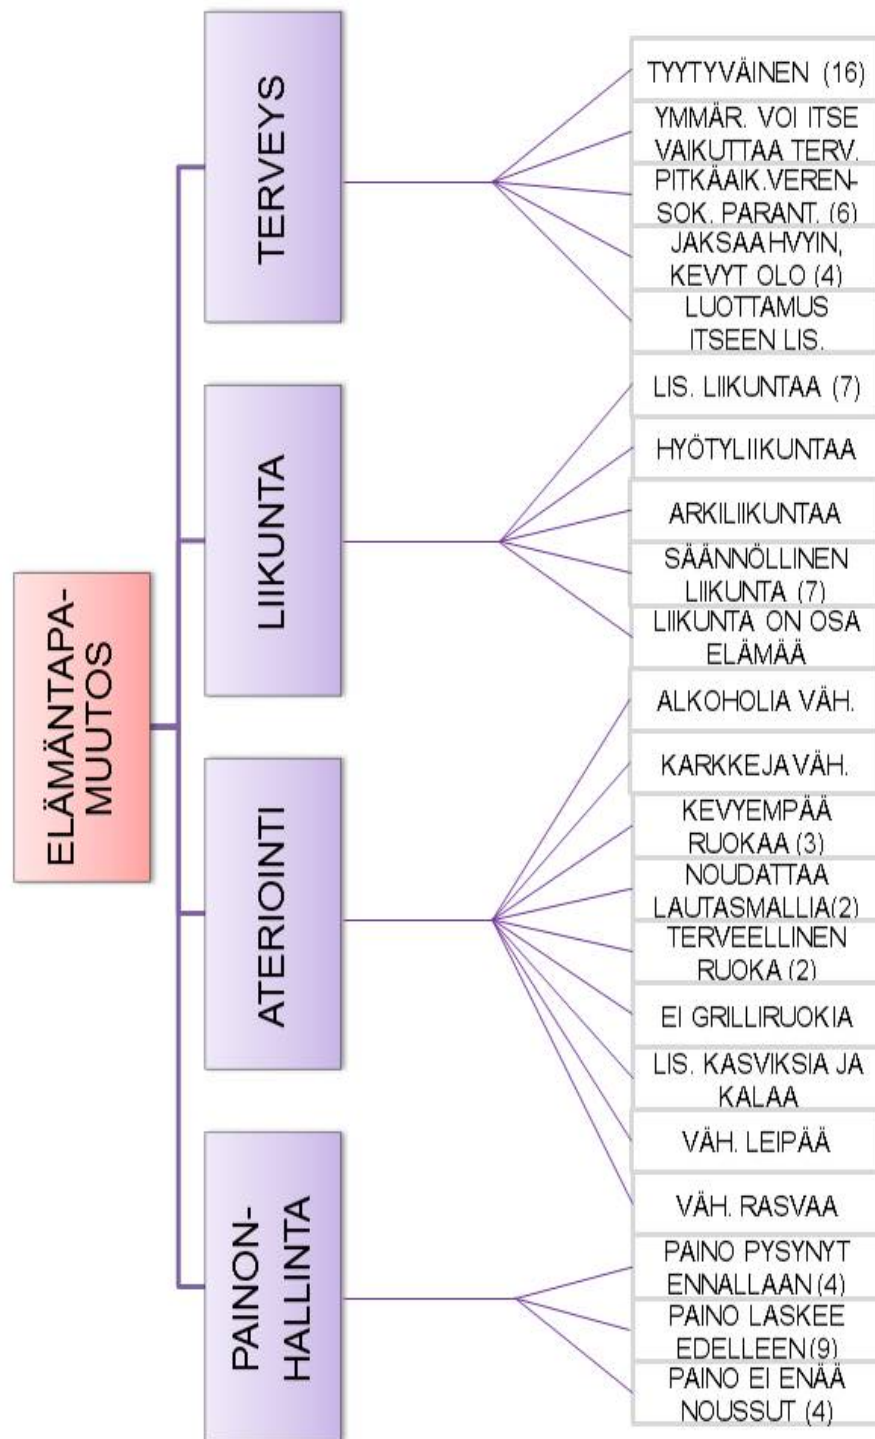 ELÄMÄNTAPA-
MUUTOS
TERVEYS
TYYTYVÄINEN (16)
YMMÄR. VOI ITSE
VAIKUTTAA TERV.
PITKÄAIK.VEREN-
SOK. PARANT. (6)
JAKSAA HVYIN,
KEVYT OLO (4)
LUOTTAMUS
ITSEEN LIS.
LIIKUNTA
LIS. LIIKUNTAA (7)
HYÖTYLIIKUNTAA
ARKILIIKUNTAA
SÄÄNNÖLLINEN
LIIKUNTA (7)
LIIKUNTA ON OSA
ELÄMÄÄ
ATERIOINTI
ALKOHOLIA VÄH.
KARKKEJA VÄH.
KEVYEMPÄÄ
RUOKAA (3)
NOUDATTAA
LAUTASMALLIA(2)
TERVEELLINEN
RUOKA (2)
EI GRILLIRUOKIA
LIS. KASVIKSIA JA
KALAA
VÄH. LEIPÄÄ
VÄH. RASVAA
PAINON-
HALLINTA
PAINO PYSYNYT
ENNALLAAN (4)
PAINO LASKEE
EDELLEEN (9)
PAINO EI ENÄÄ
NOUSSUT (4)